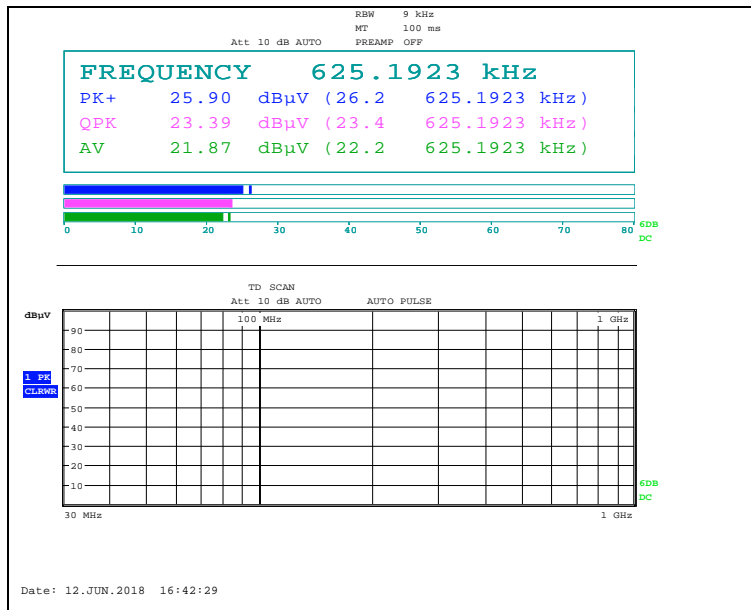 RBW 9 kHz
MT 100 ms
Att 10 dB AUTO PREAMP OFF
FREQUENCY 625.1923 kHz
PK+ 25.90 dBµV (26.2 625.1923 kHz)
QPK 23.39 dBµV (23.4 625.1923 kHz)
AV 21.87 dBµV (22.2 625.1923 kHz)
0 10 20 30 40 50 60 70 80
6DB
DC
TD SCAN
Att 10 dB AUTO AUTO PULSE
dBµV
100 MHz 1 GHz
90
80
70
1 PK
60
CLRWR
50
40
30
20
10
6DB
DC
30 MHz 1 GHz
Date: 12.JUN.2018 16:42:29